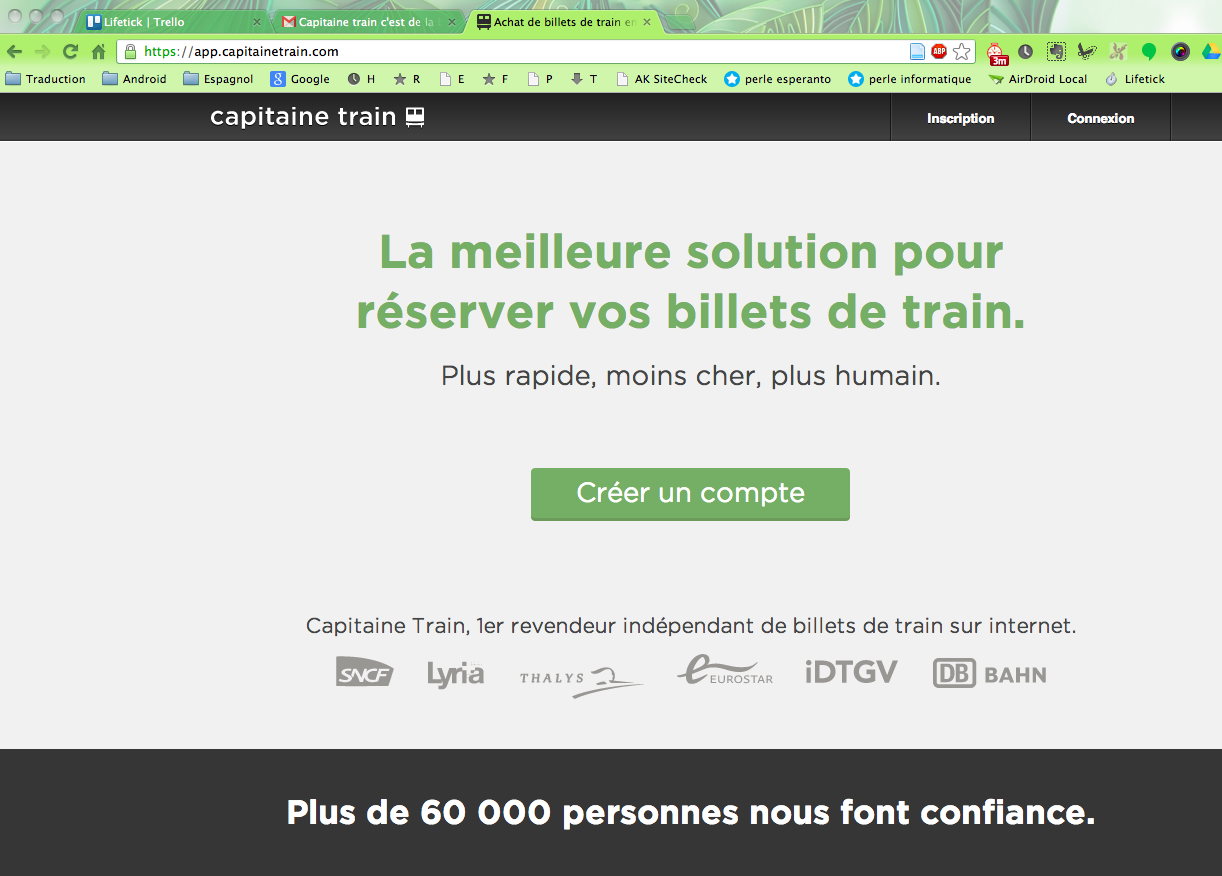 Lifetick | Trello
Capitaine train c'est de la
Achat de billets de train en
https://app.capitainetrain.com
ABP
3m
Traduction
Android
Espagnol
Google
H
R
E
F
P
T
AK SiteCheck
perle esperanto
perle informatique
AirDroid Local
Lifetick
capitaine train
Inscription
Connexion
La meilleure solution pour
réserver vos billets de train.
Plus rapide, moins cher, plus humain.
Créer un compte
Capitaine Train, 1er revendeur indépendant de billets de train sur internet.
SNCF
Lyria
THALYS
EUROSTAR
iDTGV
DB BAHN
Plus de 60 000 personnes nous font confiance.